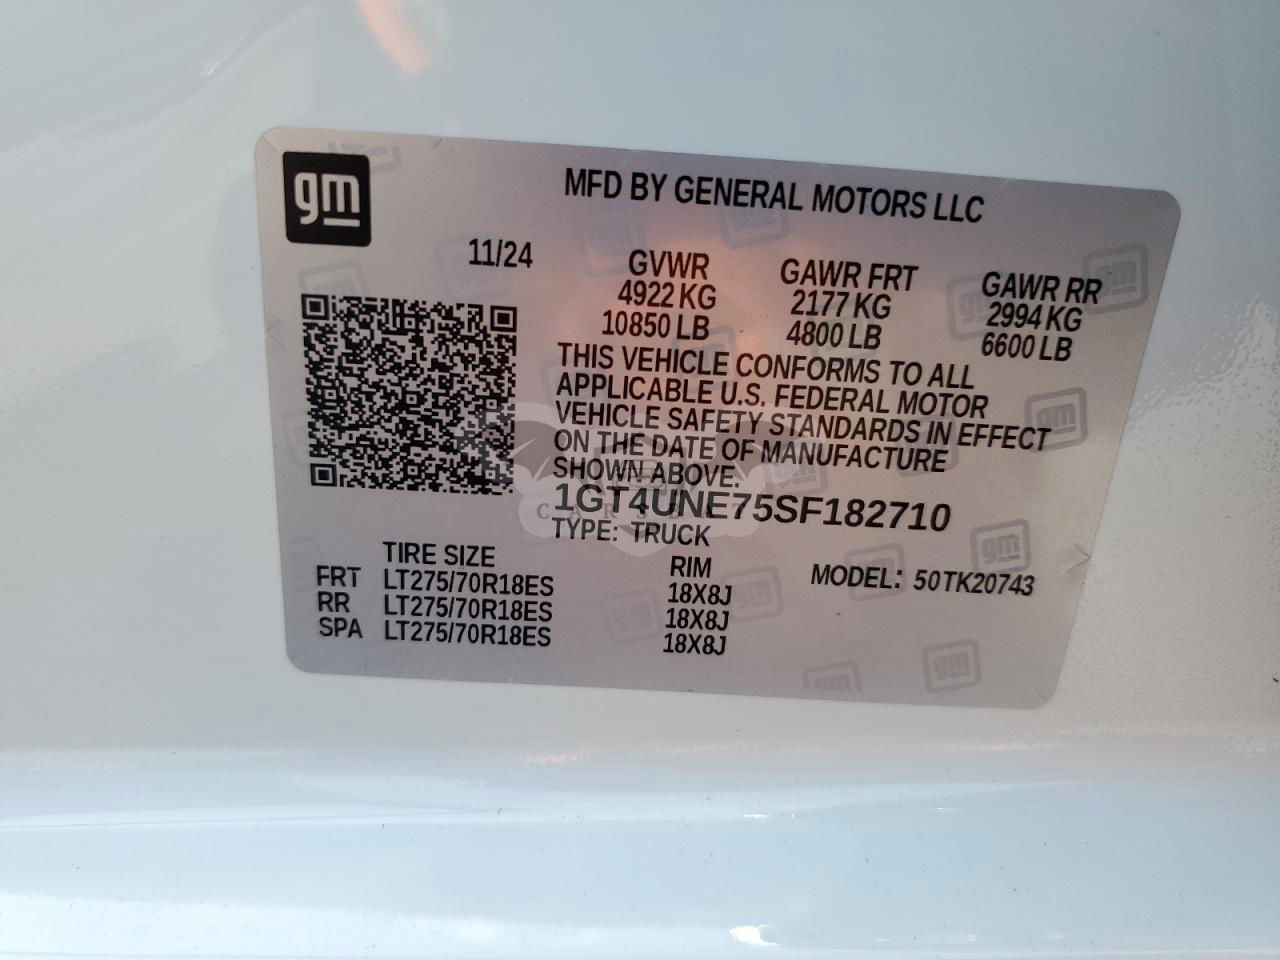 gm
MFD BY GENERAL MOTORS LLC
11/24
GVWR GAWR FRT GAWR RR
4922 KG 2177 KG 2994 KG
10850 LB 4800 LB 6600 LB
THIS VEHICLE CONFORMS TO ALL
APPLICABLE U.S. FEDERAL MOTOR
VEHICLE SAFETY STANDARDS IN EFFECT
ON THE DATE OF MANUFACTURE
SHOWN ABOVE.
1GT4UNE75SF182710
TYPE: TRUCK
TIRE SIZE RIM MODEL: 50TK20743
FRT LT275/70R18ES 18X8J
RR LT275/70R18ES 18X8J
SPA LT275/70R18ES 18X8J